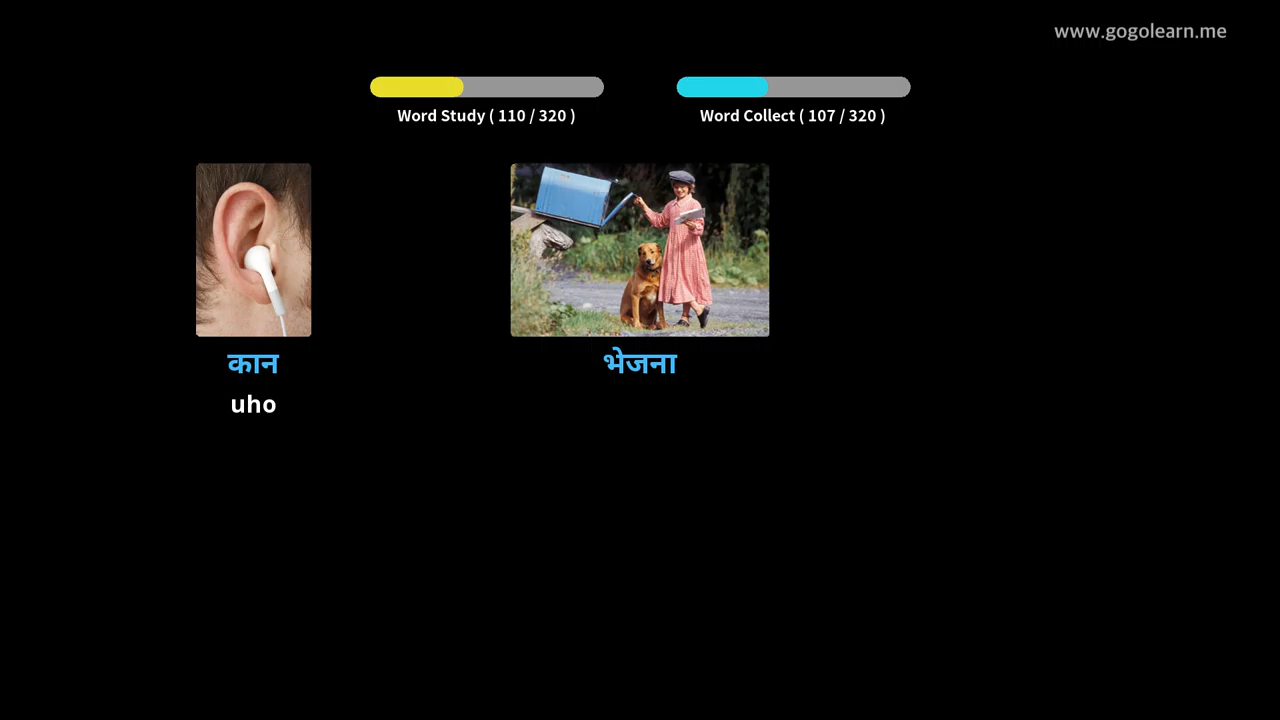 www.gogolearn.me
Word Study ( 110 / 320 )
Word Collect ( 107 / 320 )
कान
भेजना
uho